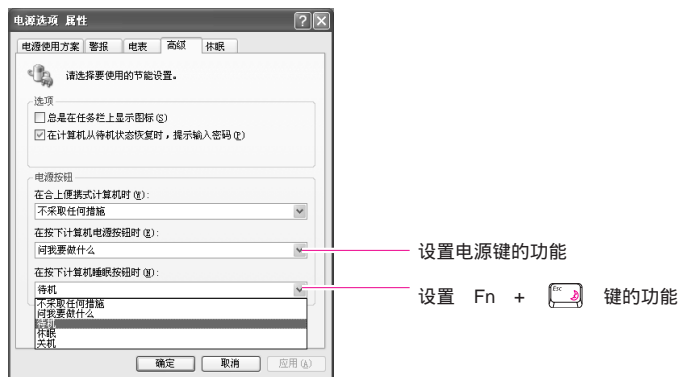 电源选项 属性
电源使用方案 警报 电表 高级 休眠
请选择要使用的节能设置。
选项
总是在任务栏上显示图标(S)
在计算机从待机状态恢复时，提示输入密码(P)
电源按钮
在合上便携式计算机时(W):
不采取任何措施
在按下计算机电源按钮时(E):
问我要做什么
设置电源键的功能
在按下计算机睡眠按钮时(H):
待机
设置 Fn + Esc 键的功能
不采取任何措施
问我要做什么
待机
休眠
关机
确定 取消 应用(A)